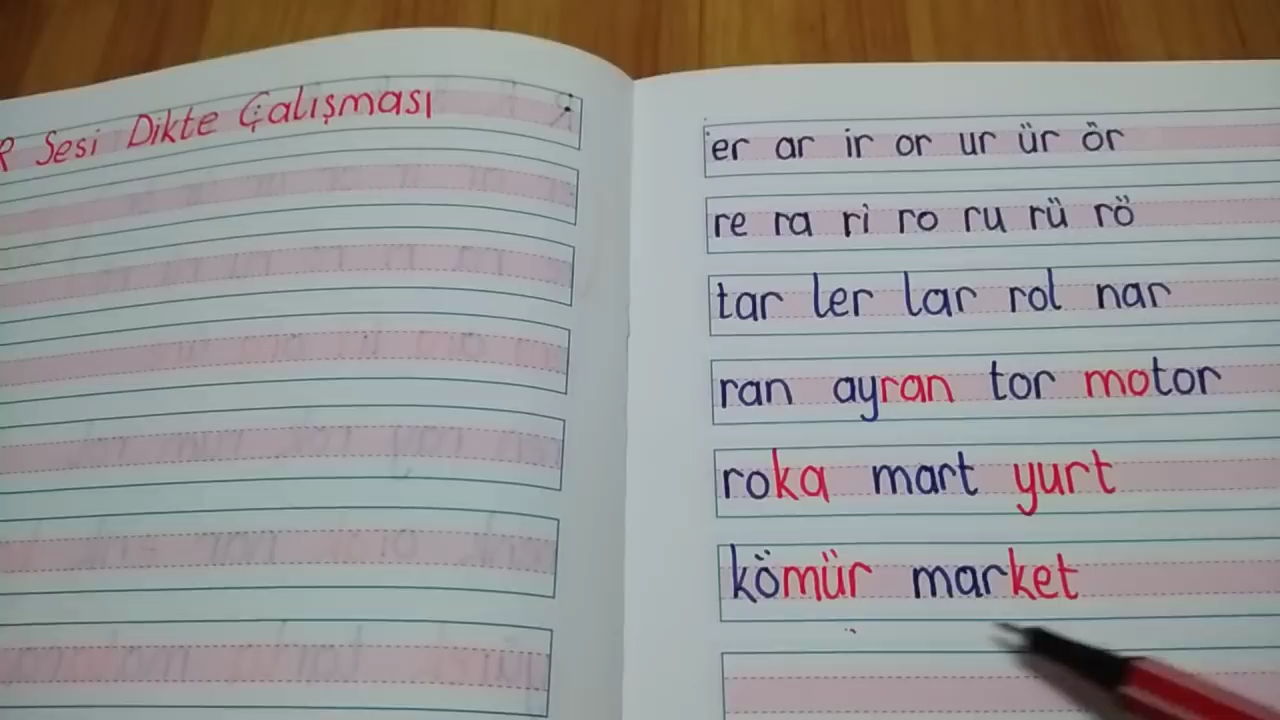 R Sesi Dikte Çalışması
er ar ir or ur ür ör
re ra ri ro ru rü rö
tar ler lar rol nar
ran ayran tor motor
roka mart yurt
kömür market